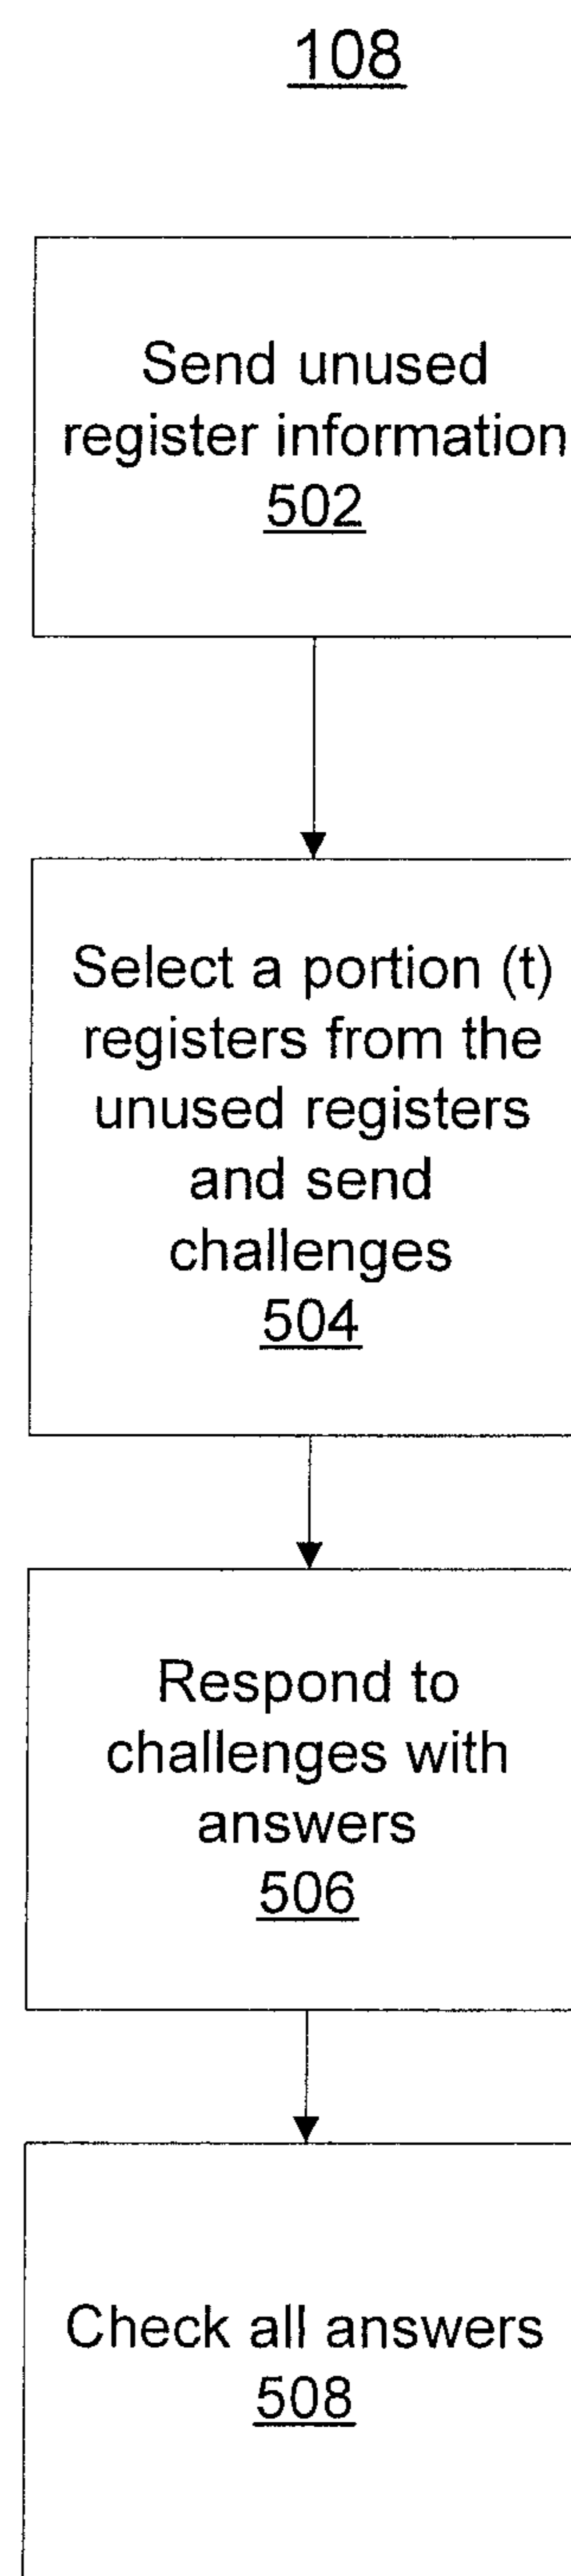 108
Send unused
register information
502
Select a portion (t)
registers from the
unused registers
and send
challenges
504
Respond to
challenges with
answers
506
Check all answers
508